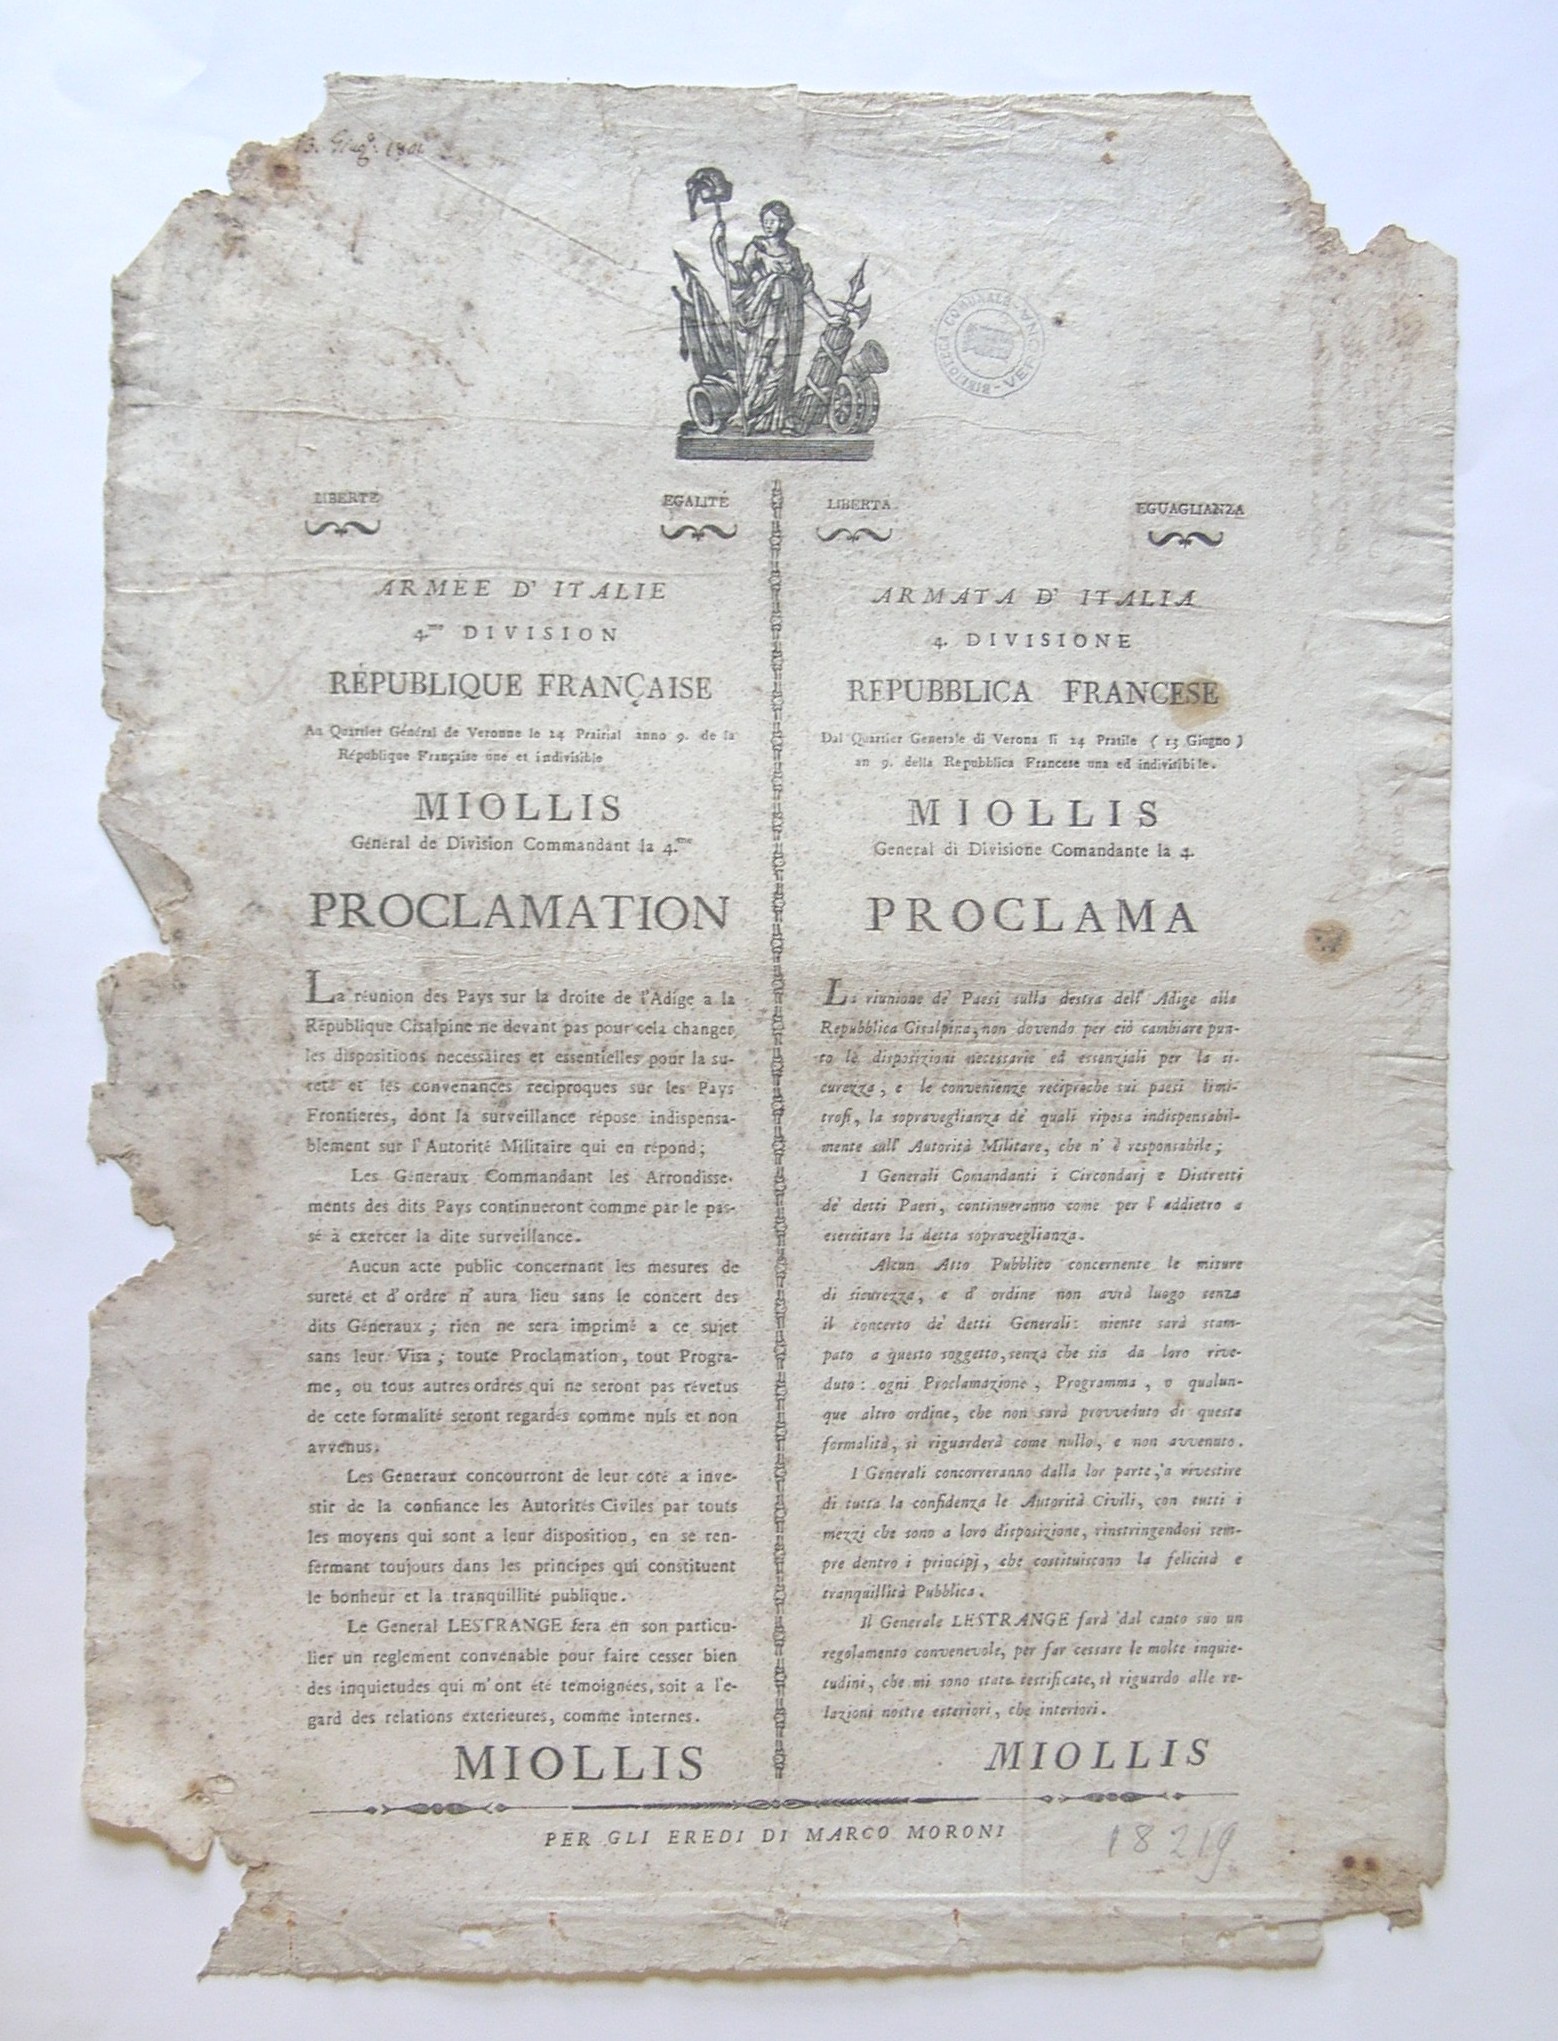 13. Giug.o 1801
BIBLIOTECA COMUNALE
LIBERTÉ EGALITÉ
ARMÉE D' ITALIE
4.me DIVISION
RÉPUBLIQUE FRANÇAISE
Au Quartier Général de Veronne le 24 Prairial anno 9. de la
République Française une et indivisible
MIOLLIS
Général de Division Commandant la 4.eme
PROCLAMATION
La réunion des Pays sur la droite de l'Adige a la
République Cisalpine ne devant pas pour cela changer
les dispositions necessaires et essentielles pour la su-
reté et les convenances reciproques sur les Pays
Frontieres, dont la surveillance répose indispensa-
blement sur l'Autorité Militaire qui en répond;
Les Géneraux Commandant les Arrondisse-
ments des dits Pays continueront comme par le pas-
sé à exercer la dite surveillance.
Aucun acte public concernant les mesures de
sureté et d' ordre n' aura lieu sans le concert des
dits Géneraux; rien ne sera imprimé a ce sujet
sans leur Visa; toute Proclamation, tout Progra-
me, ou tous autres ordres qui ne seront pas révetus
de cete formalité seront regardés comme nuls et non
avvenus.
Les Generaux concourront de leur coté a inve-
stir de la confiance les Autorités Civiles par touts
les moyens qui sont a leur disposition, en se ren-
fermant toujours dans les principes qui constituent
le bonheur et la tranquillité publique.
Le General LESTRANGE fera en son particu-
lier un reglement convenable pour faire cesser bien
des inquietudes qui m'ont été temoignées, soit a l'e-
gard des relations exterieures, comme internes.
MIOLLIS
LIBERTÀ EGUAGLIANZA
ARMATA D' ITALIA
4. DIVISIONE
REPUBBLICA FRANCESE
Dal Quartier Generale di Verona li 24 Pratile ( 13 Giugno )
an 9. della Repubblica Francese una ed indivisibile.
MIOLLIS
General di Divisione Comandante la 4.
PROCLAMA
La riunione de' Paesi sulla destra dell' Adige alla
Repubblica Cisalpina, non dovendo per ciò cambiare pun-
to le disposizioni necessarie ed essenziali per la si-
curezza, e le convenienze reciproche sui paesi limi-
trofi, la sopraveglianza de' quali riposa indispensabil-
mente sull' Autorità Militare, che n' è responsabile;
I Generali Comandanti i Circondarj e Distretti
de' detti Paesi, continueranno come per l' addietro a
esercitare la detta sopraveglianza.
Alcun Atto Pubblico concernente le misure
di sicurezza, e d' ordine non avrà luogo senza
il concerto de' detti Generali: niente sarà stam-
pato a questo soggetto, senza che sia da loro rive-
duto: ogni Proclamazione, Programma, o qualun-
que altro ordine, che non sarà provveduto di questa
formalità, si riguarderà come nullo, e non avvenuto.
I Generali concorreranno dalla lor parte, a rivestire
di tutta la confidenza le Autorità Civili, con tutti i
mezzi che sono a loro disposizione, rinstringendosi sem-
pre dentro i principj, che costituiscono la felicità e
tranquillità Pubblica.
Il Generale LESTRANGE farà dal canto suo un
regolamento convenevole, per far cessare le molte inquie-
tudini, che mi sono state testificate, sì riguardo alle re-
lazioni nostre esteriori, che interiori.
MIOLLIS
PER GLI EREDI DI MARCO MORONI
18219